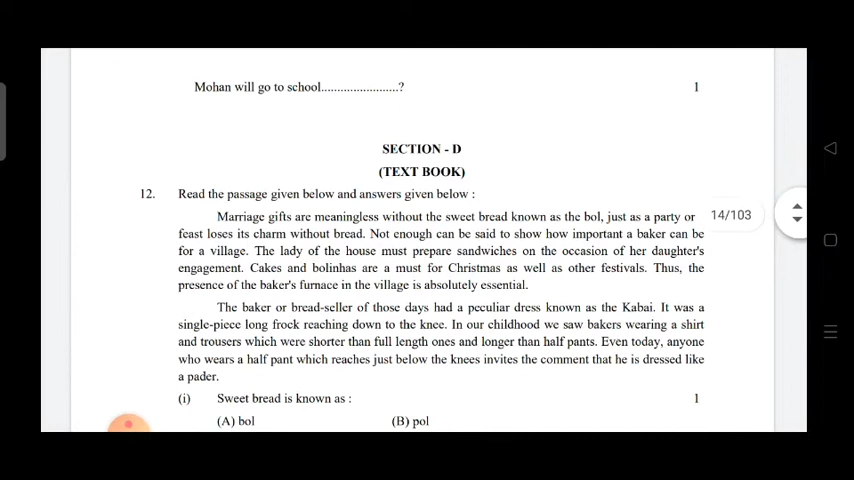 Mohan will go to school........................? 1
SECTION - D
(TEXT BOOK)
12. Read the passage given below and answers given below :
Marriage gifts are meaningless without the sweet bread known as the bol, just as a party or
14/103
feast loses its charm without bread. Not enough can be said to show how important a baker can be
for a village. The lady of the house must prepare sandwiches on the occasion of her daughter's
engagement. Cakes and bolinhas are a must for Christmas as well as other festivals. Thus, the
presence of the baker's furnace in the village is absolutely essential.
The baker or bread-seller of those days had a peculiar dress known as the Kabai. It was a
single-piece long frock reaching down to the knee. In our childhood we saw bakers wearing a shirt
and trousers which were shorter than full length ones and longer than half pants. Even today, anyone
who wears a half pant which reaches just below the knees invites the comment that he is dressed like
a pader.
(i) Sweet bread is known as : 1
(A) bol (B) pol